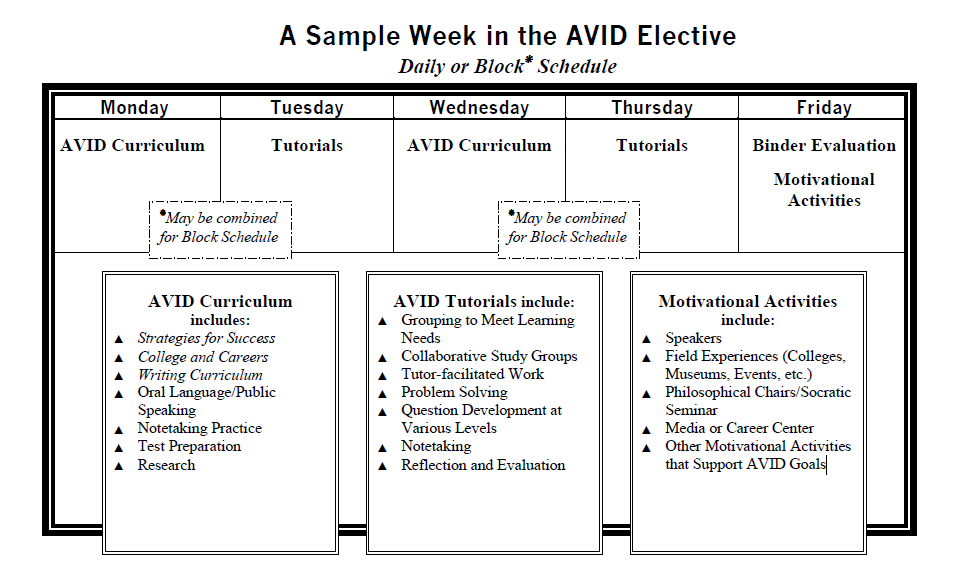 A Sample Week in the AVID Elective
Daily or Block* Schedule
Monday Tuesday Wednesday Thursday Friday
AVID Curriculum Tutorials AVID Curriculum Tutorials Binder Evaluation
Motivational
Activities
*May be combined
for Block Schedule
*May be combined
for Block Schedule
AVID Curriculum
includes:
▲ Strategies for Success
▲ College and Careers
▲ Writing Curriculum
▲ Oral Language/Public
Speaking
▲ Notetaking Practice
▲ Test Preparation
▲ Research
AVID Tutorials include:
▲ Grouping to Meet Learning
Needs
▲ Collaborative Study Groups
▲ Tutor-facilitated Work
▲ Problem Solving
▲ Question Development at
Various Levels
▲ Notetaking
▲ Reflection and Evaluation
Motivational Activities
include:
▲ Speakers
▲ Field Experiences (Colleges,
Museums, Events, etc.)
▲ Philosophical Chairs/Socratic
Seminar
▲ Media or Career Center
▲ Other Motivational Activities
that Support AVID Goals